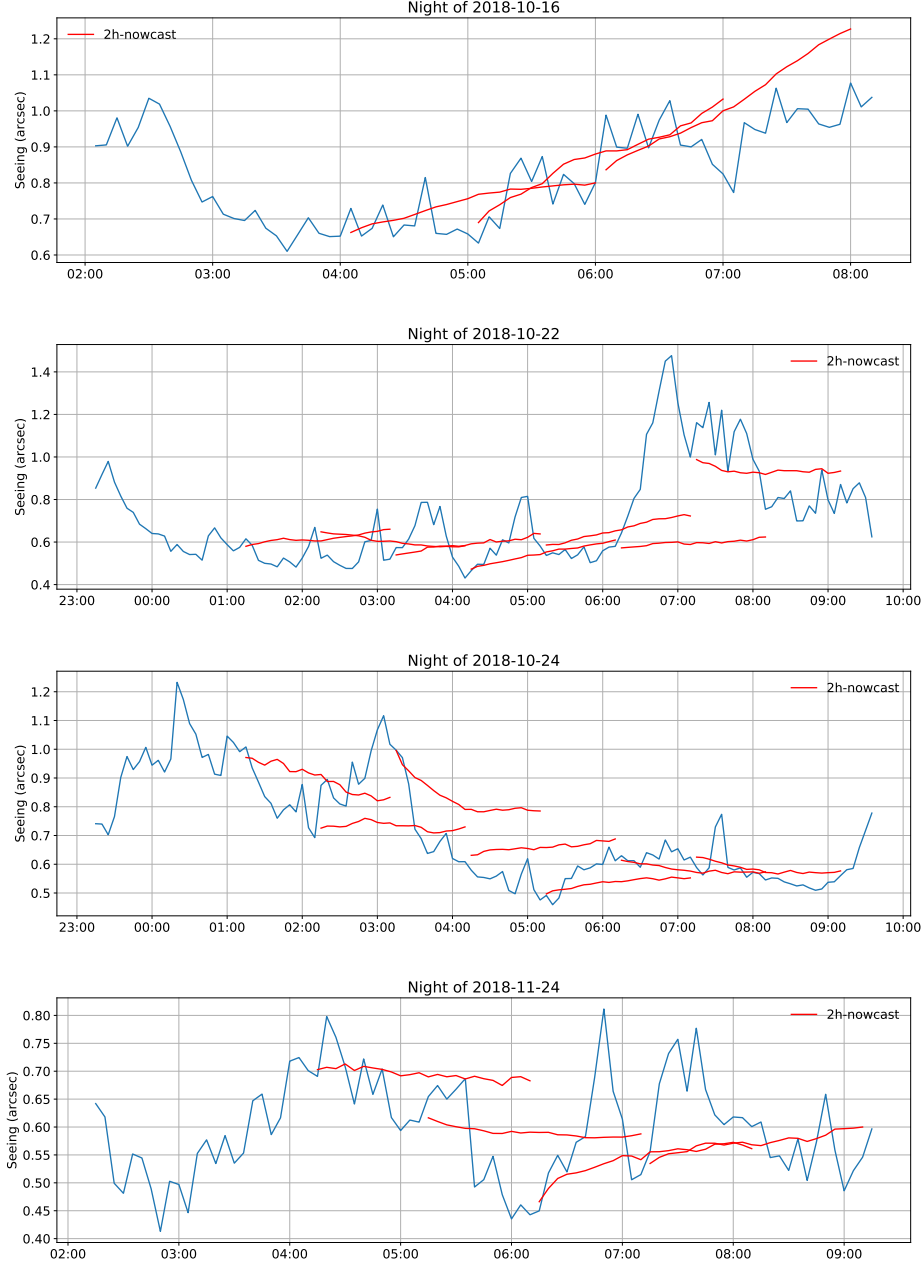 Night of 2018-10-16
2h-nowcast
Seeing (arcsec)
1.2
1.1
1.0
0.9
0.8
0.7
0.6
02:00 03:00 04:00 05:00 06:00 07:00 08:00
Night of 2018-10-22
2h-nowcast
Seeing (arcsec)
1.4
1.2
1.0
0.8
0.6
0.4
23:00 00:00 01:00 02:00 03:00 04:00 05:00 06:00 07:00 08:00 09:00 10:00
Night of 2018-10-24
2h-nowcast
Seeing (arcsec)
1.2
1.1
1.0
0.9
0.8
0.7
0.6
0.5
23:00 00:00 01:00 02:00 03:00 04:00 05:00 06:00 07:00 08:00 09:00 10:00
Night of 2018-11-24
2h-nowcast
Seeing (arcsec)
0.80
0.75
0.70
0.65
0.60
0.55
0.50
0.45
0.40
02:00 03:00 04:00 05:00 06:00 07:00 08:00 09:00